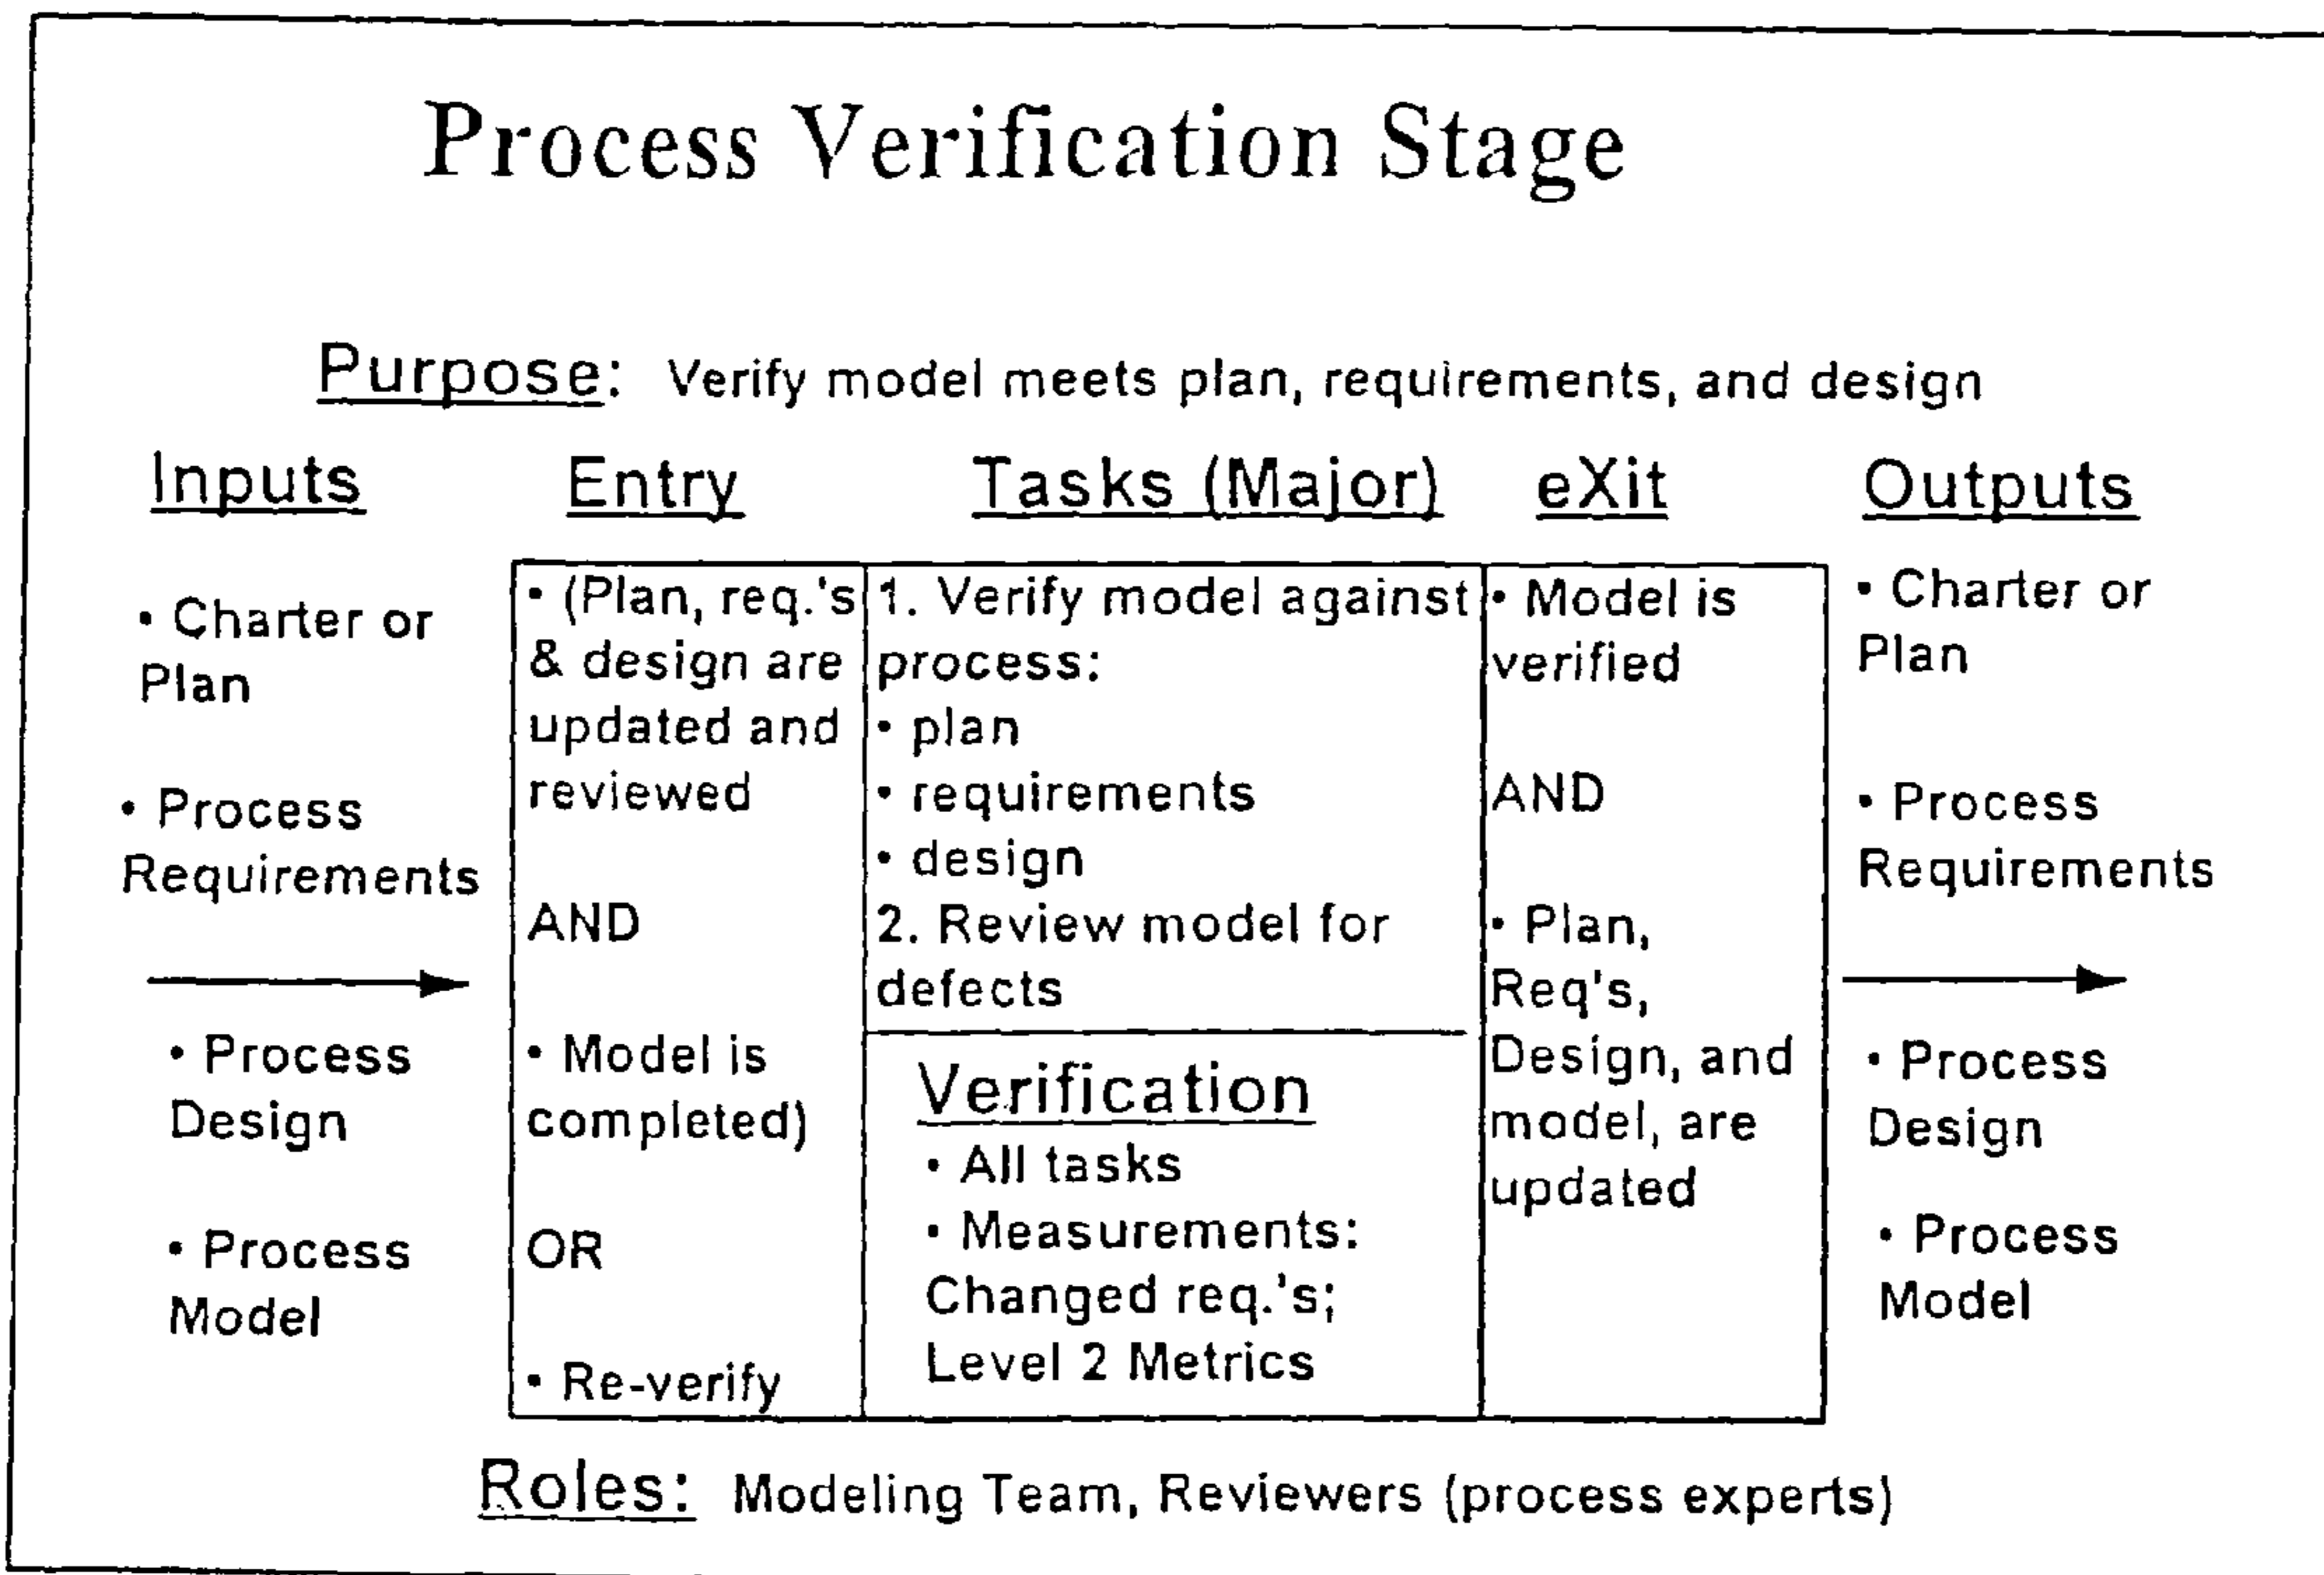 Process Verification Stage
Purpose: Verify model meets plan, requirements, and design
Inputs
• Charter or
Plan
• Process
Requirements
• Process
Design
• Process
Model
Entry
• (Plan, req.'s
& design are
updated and
reviewed
AND
• Model is
completed)
OR
• Re-verify
Tasks (Major)
1. Verify model against
process:
• plan
• requirements
• design
2. Review model for
defects
Verification
• All tasks
• Measurements:
Changed req.'s;
Level 2 Metrics
eXit
• Model is
verified
AND
• Plan,
Req's,
Design, and
model, are
updated
Outputs
• Charter or
Plan
• Process
Requirements
• Process
Design
• Process
Model
Roles: Modeling Team, Reviewers (process experts)